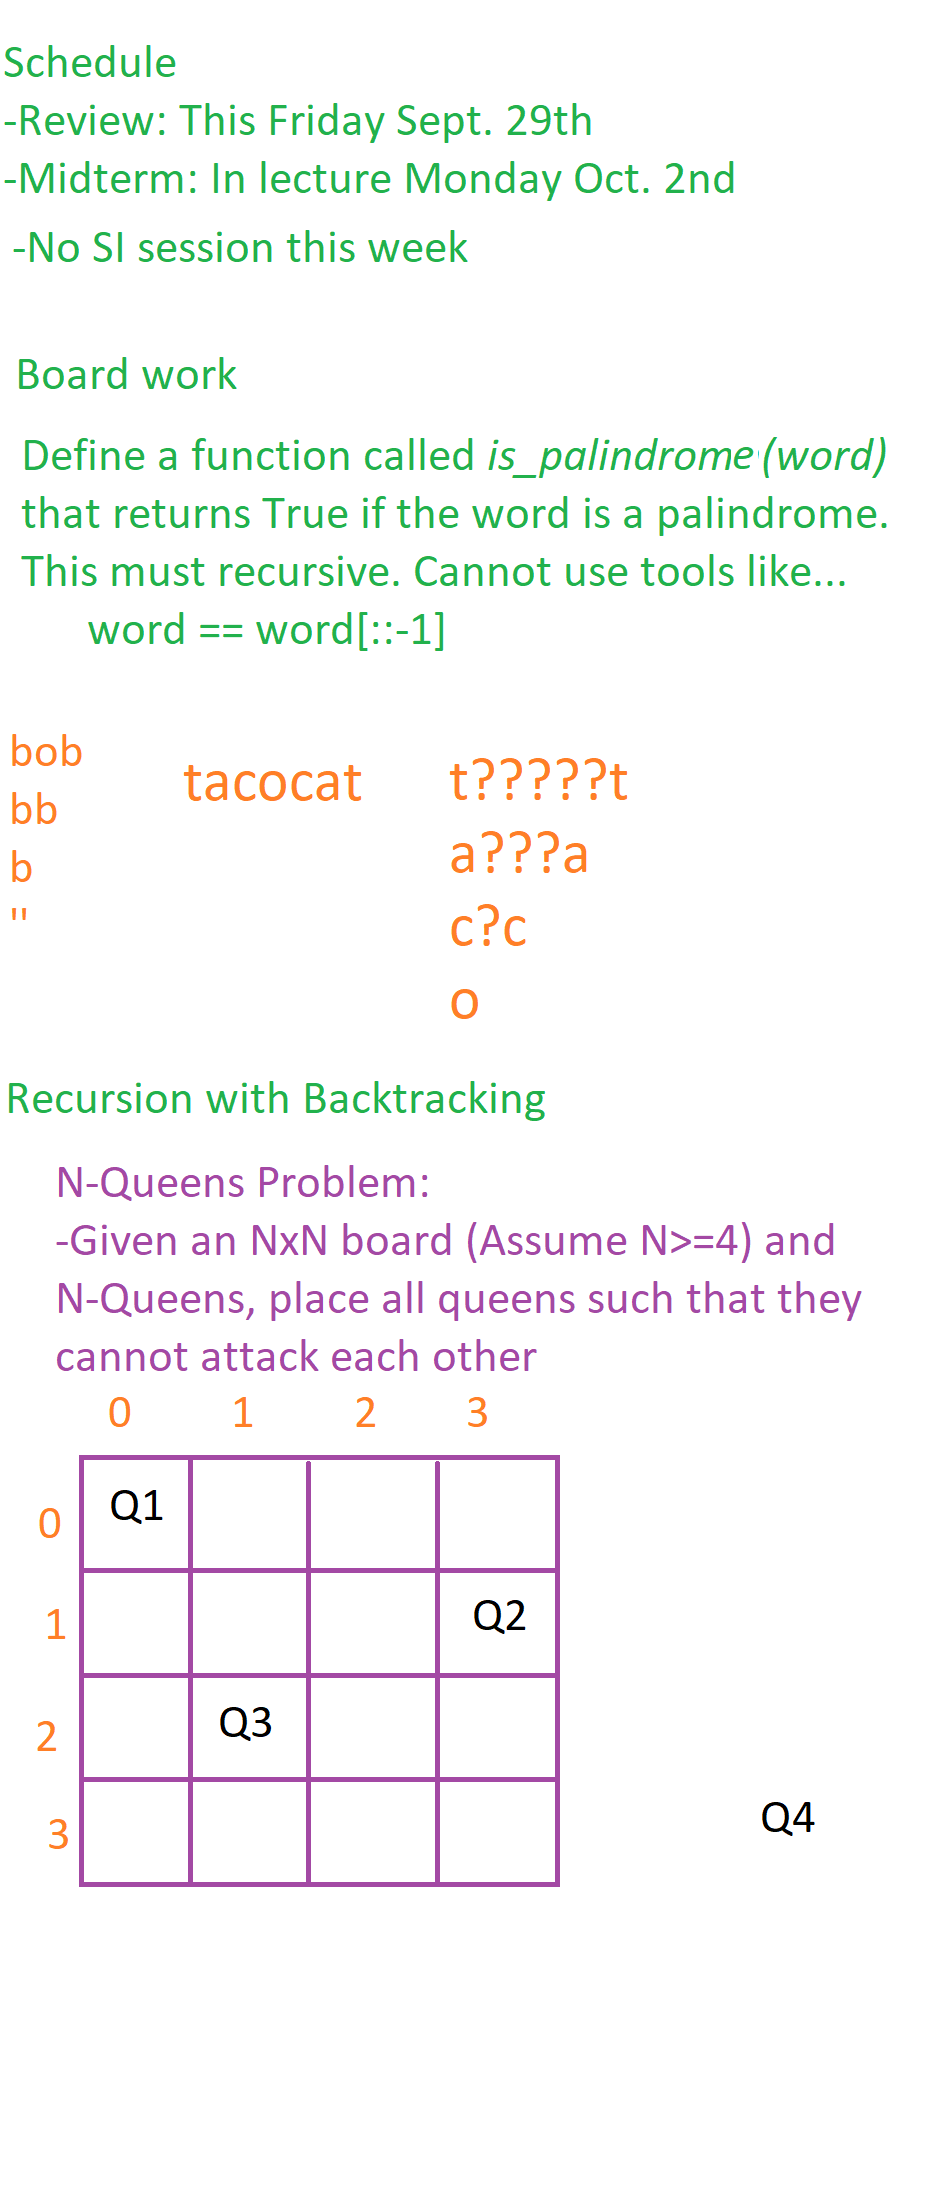 Schedule
-Review: This Friday Sept. 29th
-Midterm: In lecture Monday Oct. 2nd
-No SI session this week
Board work
Define a function called is_palindrome(word)
that returns True if the word is a palindrome.
This must recursive. Cannot use tools like...
word == word[::-1]
bob
bb
b
''
tacocat
t?????t
a???a
c?c
o
Recursion with Backtracking
N-Queens Problem:
-Given an NxN board (Assume N>=4) and
N-Queens, place all queens such that they
cannot attack each other
0 1 2 3
0 Q1
1 Q2
2 Q3
3
Q4